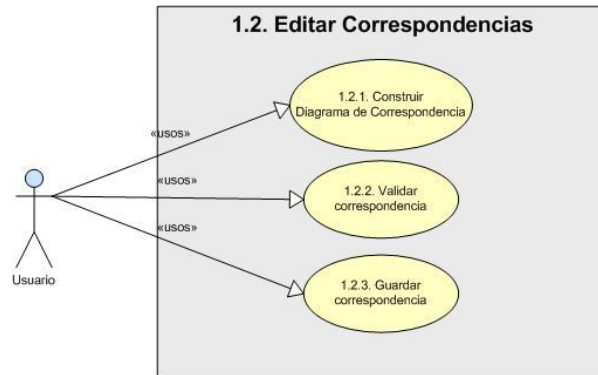 1.2. Editar Correspondencias
1.2.1. Construir
Diagrama de Correspondencia
«usos»
«usos»
1.2.2. Validar
correspondencia
«usos»
Usuario
1.2.3. Guardar
correspondencia